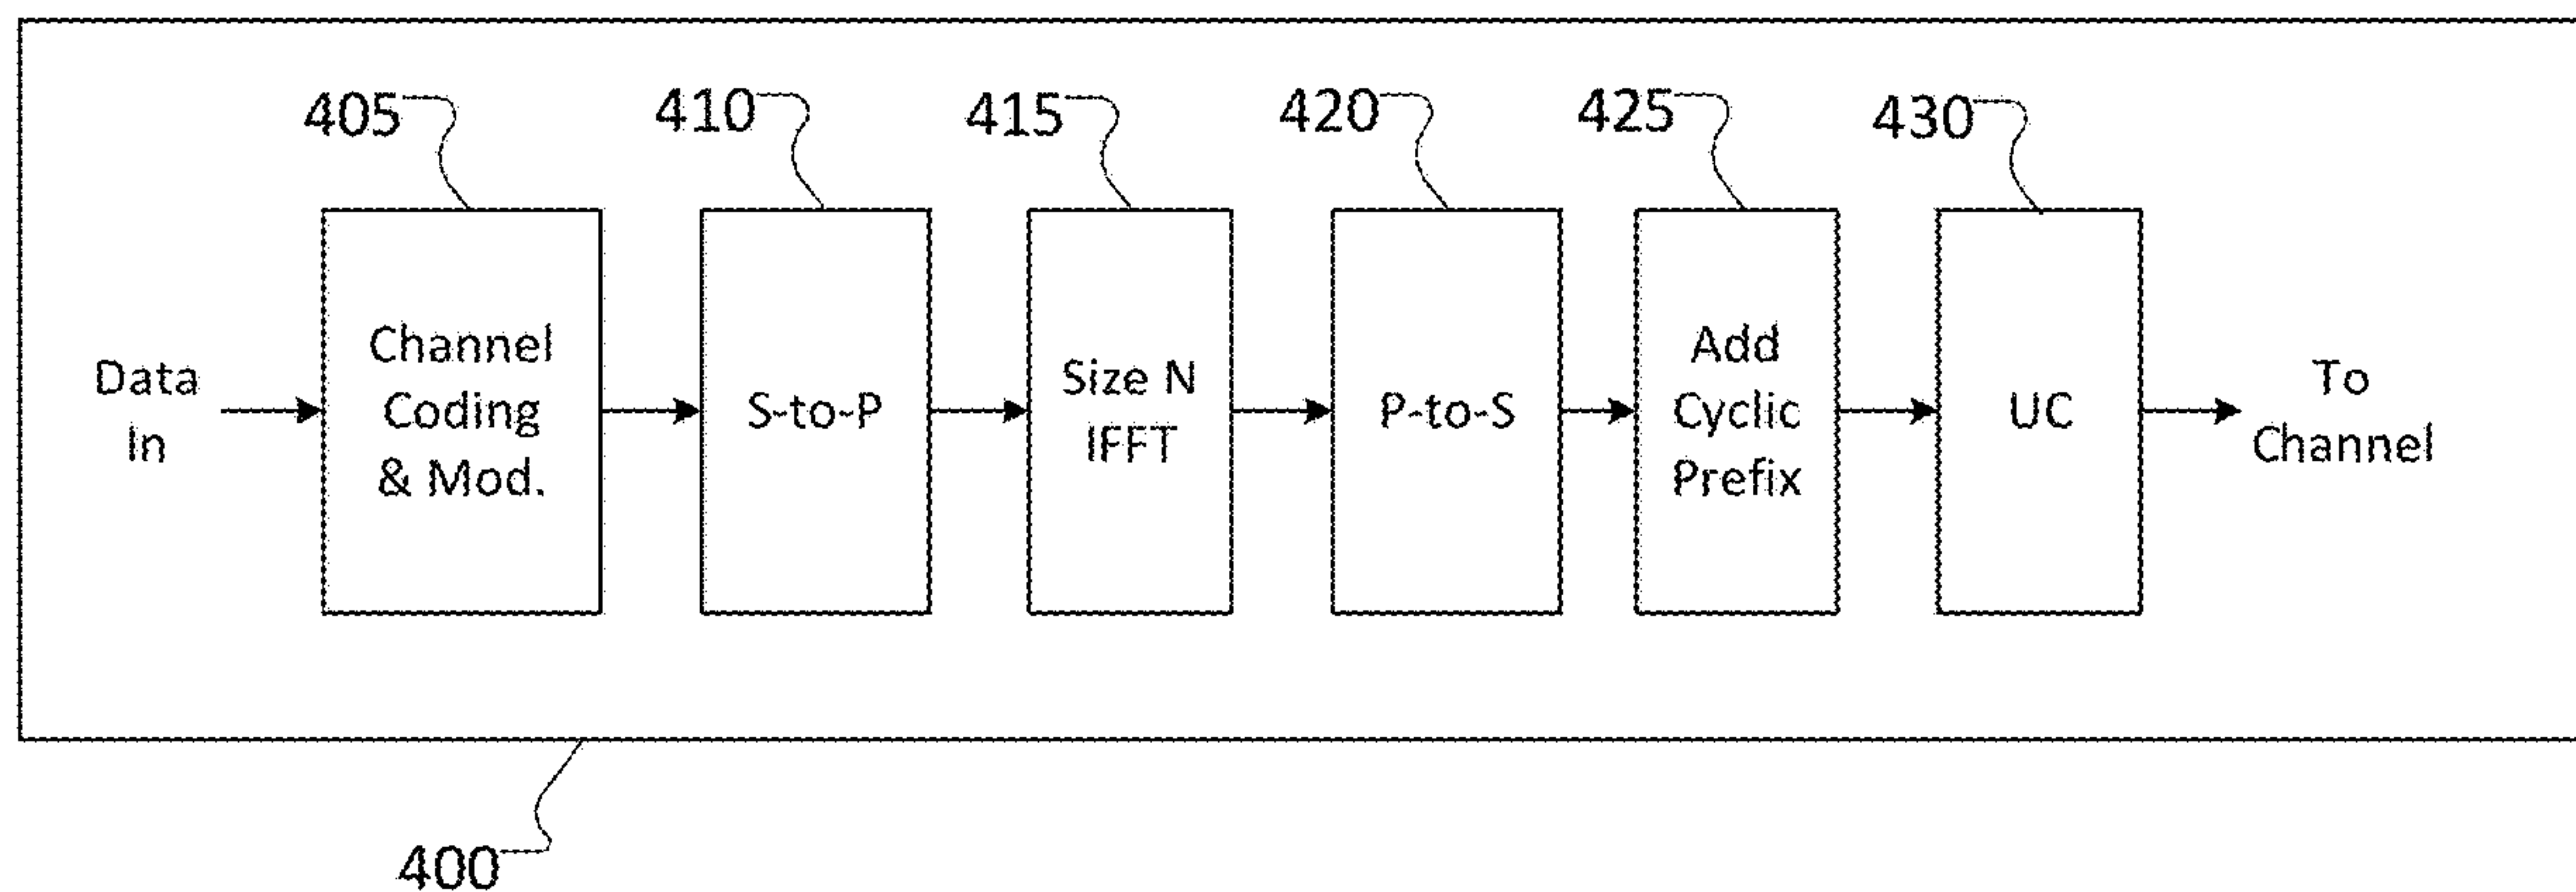 405
410
415
420
425
430
Data
In
Channel
Coding
& Mod.
S-to-P
Size N
IFFT
P-to-S
Add
Cyclic
Prefix
UC
To
Channel
400